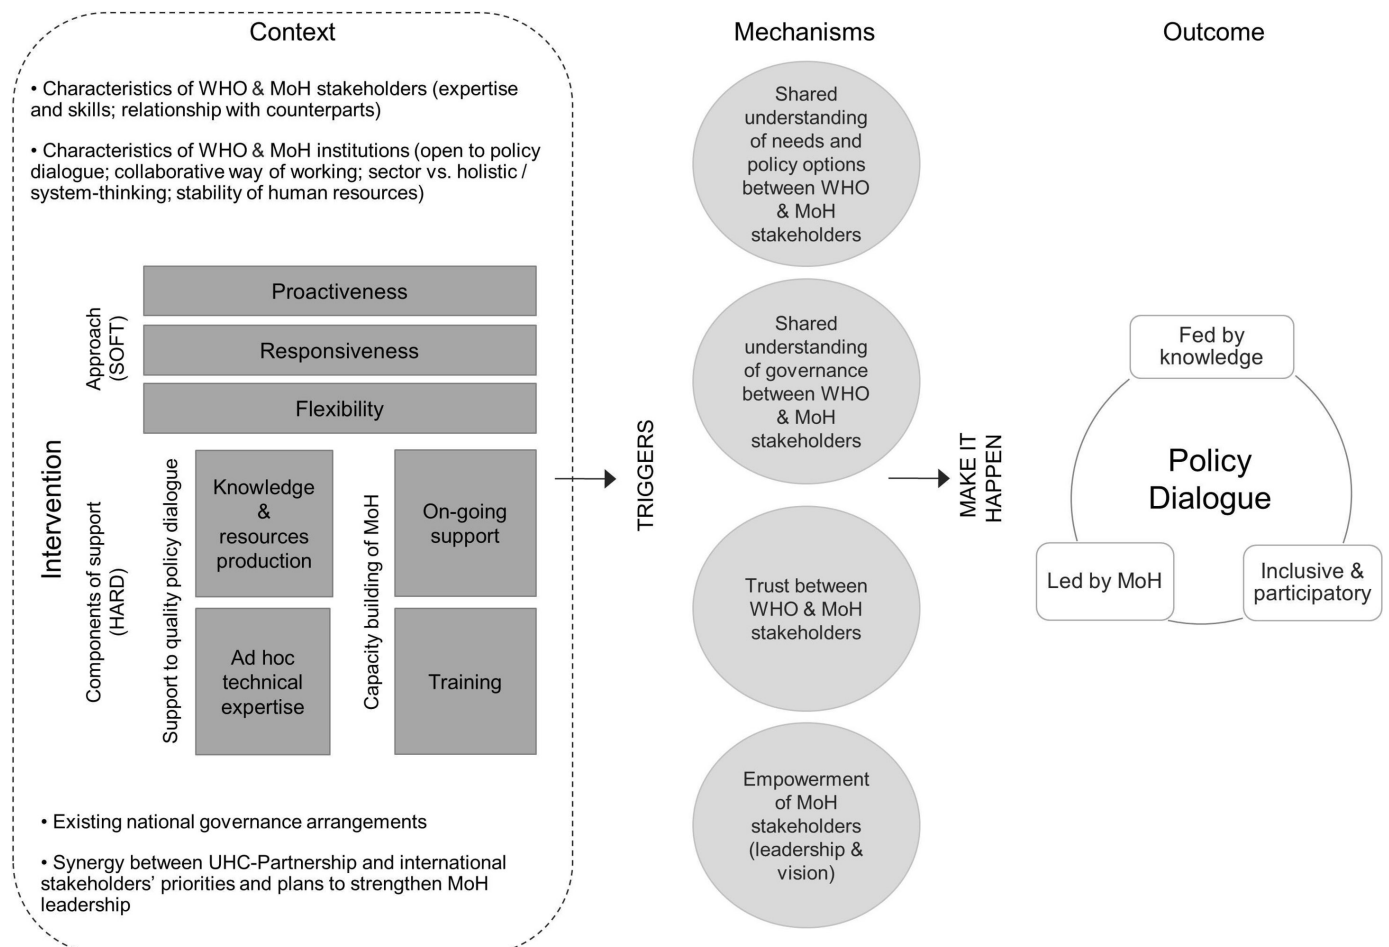 Context
• Characteristics of WHO & MoH stakeholders (expertise
and skills; relationship with counterparts)
• Characteristics of WHO & MoH institutions (open to policy
dialogue; collaborative way of working; sector vs. holistic /
system-thinking; stability of human resources)
Intervention
Approach
(SOFT)
Proactiveness
Responsiveness
Flexibility
Components of support
(HARD)
Support to quality policy dialogue
Knowledge
&
resources
production
Ad hoc
technical
expertise
Capacity building of MoH
On-going
support
Training
• Existing national governance arrangements
• Synergy between UHC-Partnership and international
stakeholders’ priorities and plans to strengthen MoH
leadership
TRIGGERS
Mechanisms
Shared
understanding
of needs and
policy options
between WHO
& MoH
stakeholders
Shared
understanding
of governance
between WHO
& MoH
stakeholders
Trust between
WHO & MoH
stakeholders
Empowerment
of MoH
stakeholders
(leadership &
vision)
MAKE IT
HAPPEN
Outcome
Fed by
knowledge
Policy
Dialogue
Led by MoH
Inclusive &
participatory